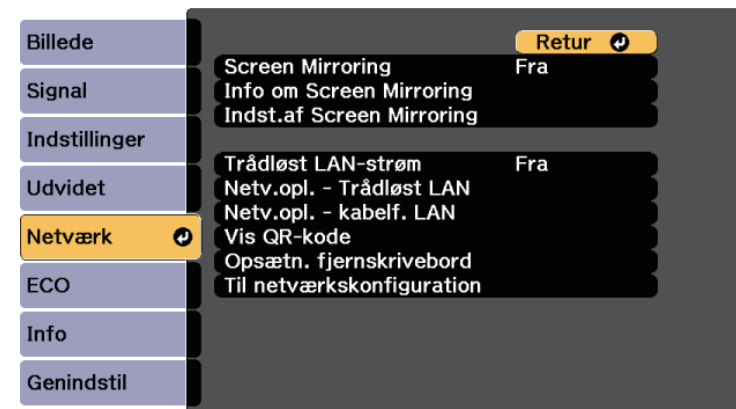 Billede
Signal
Indstillinger
Udvidet
Netværk
ECO
Info
Genindstil
Retur
Screen Mirroring Fra
Info om Screen Mirroring
Indst.af Screen Mirroring
Trådløst LAN-strøm Fra
Netv.opl. - Trådløst LAN
Netv.opl. - kabelf. LAN
Vis QR-kode
Opsætn. fjernskrivebord
Til netværkskonfiguration